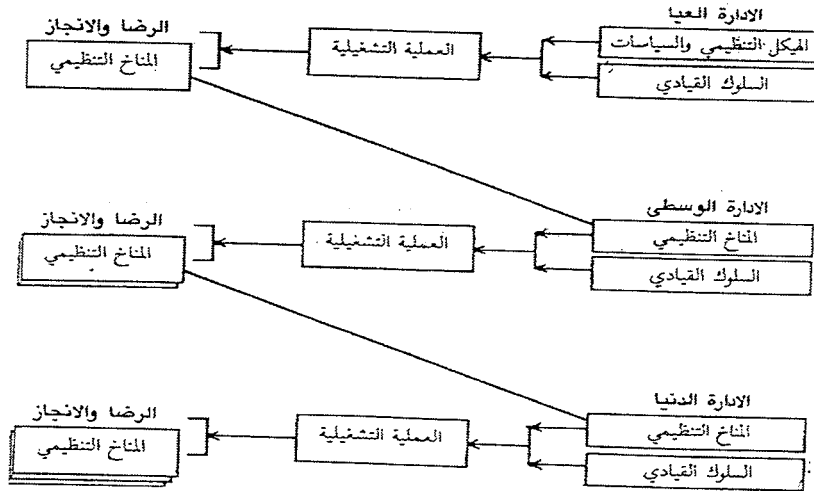 الادارة العيا
الهيكل التنظيمي والسياسات
السلوك القيادي
العملية التشغيلية
الرضا والانجاز
المناخ التنظيمي
الادارة الوسطى
المناخ التنظيمي
السلوك القيادي
العملية التشغيلية
الرضا والانجاز
المناخ التنظيمي
الادارة الدنيا
المناخ التنظيمي
السلوك القيادي
العملية التشغيلية
الرضا والانجاز
المناخ التنظيمي